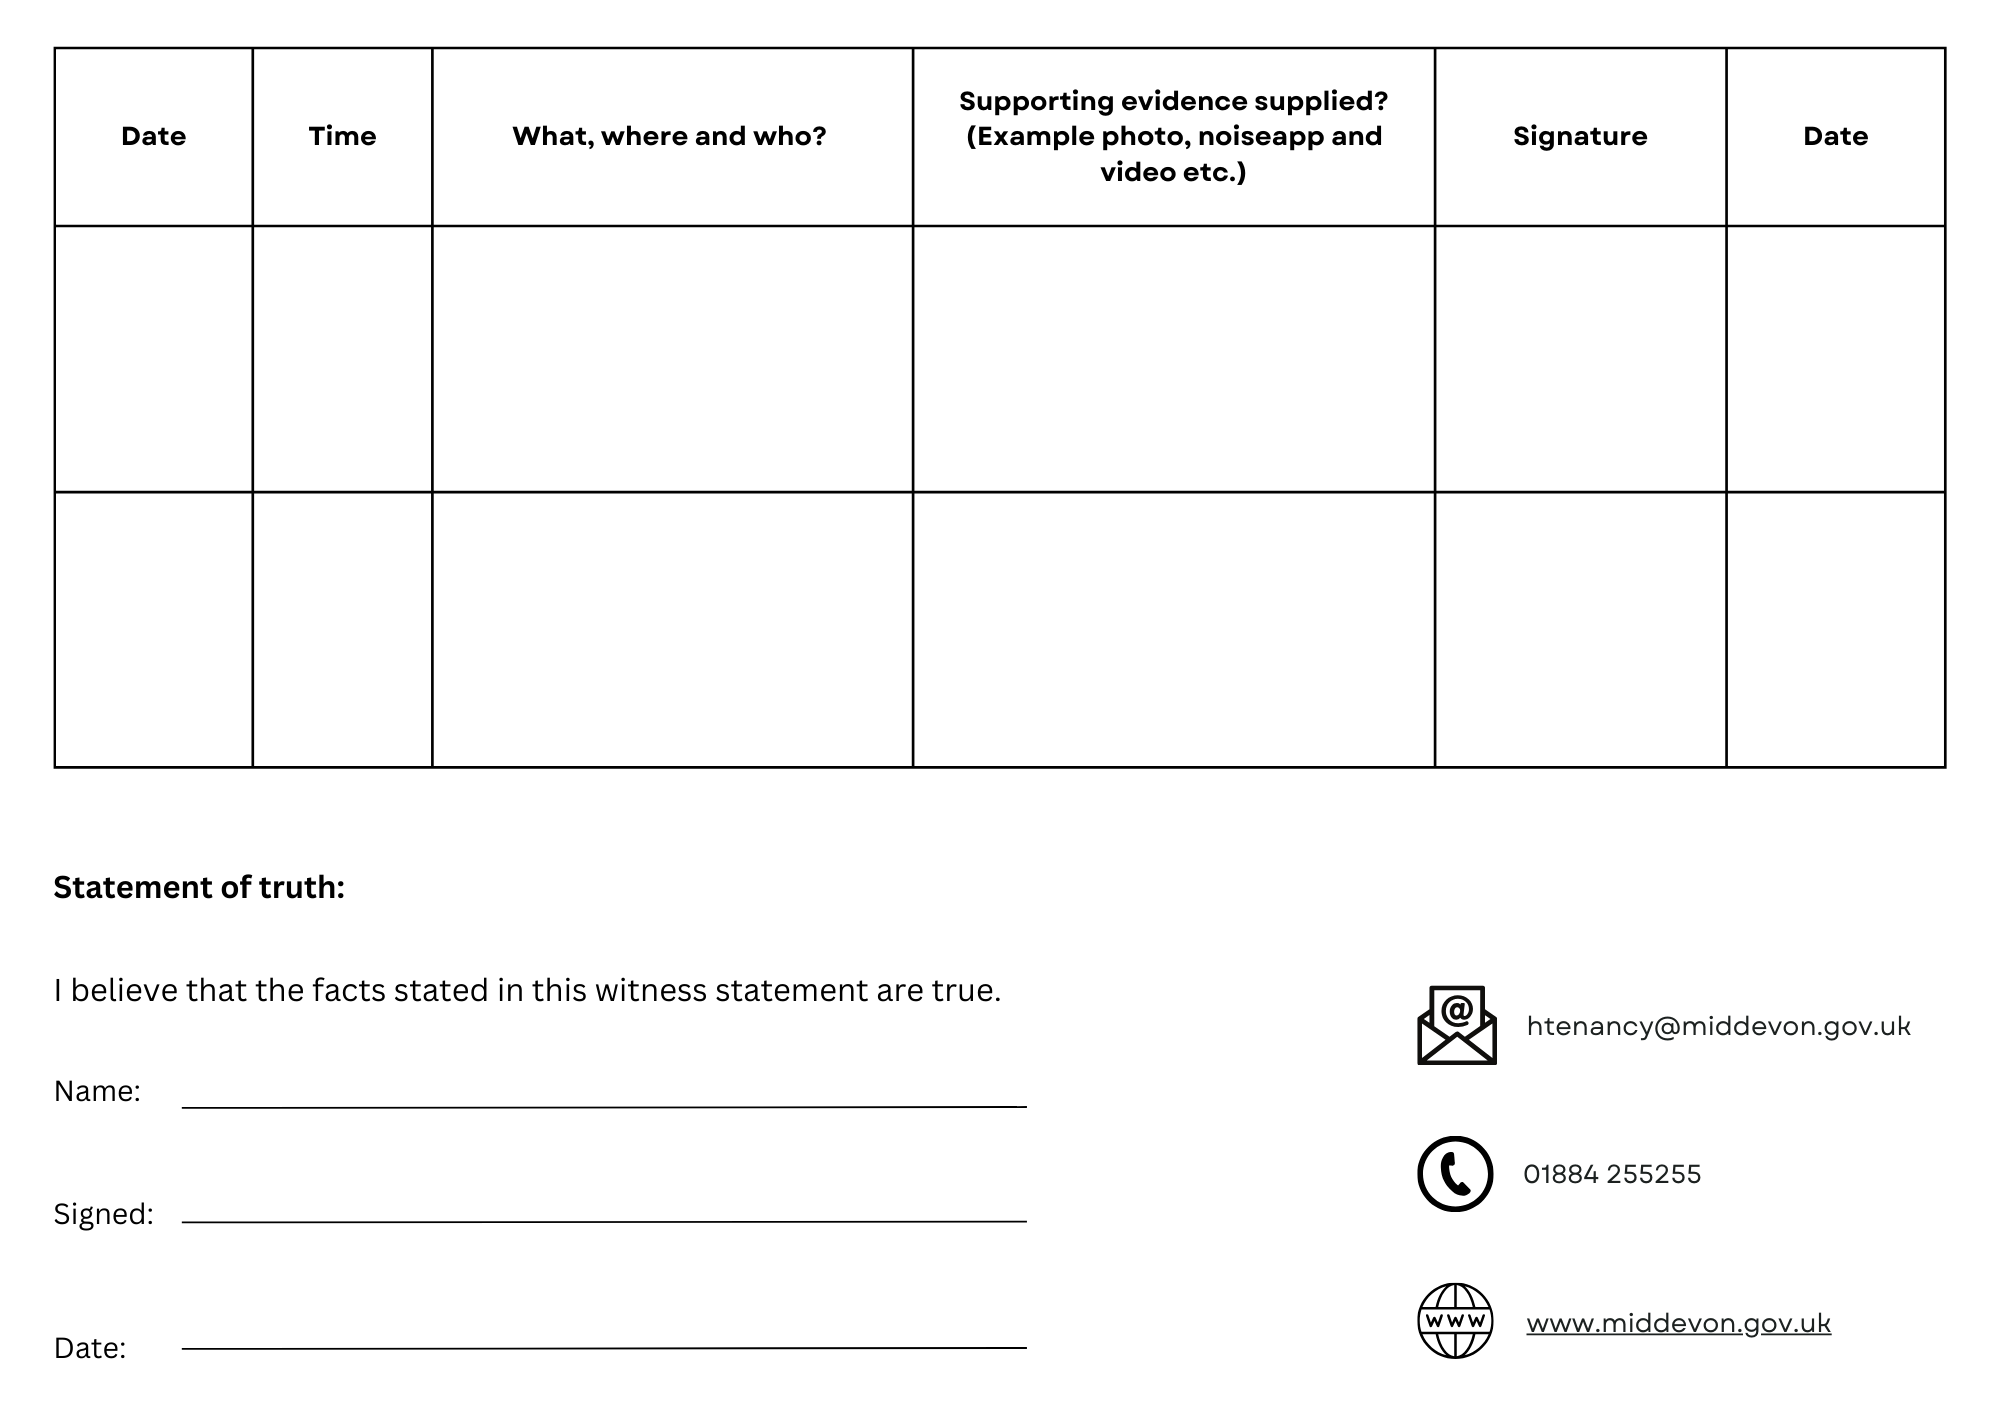 Date
Time
What, where and who?
Supporting evidence supplied?
(Example photo, noiseapp and
video etc.)
Signature
Date
Statement of truth:
I believe that the facts stated in this witness statement are true.
Name:
Signed:
Date:
@
htenancy@middevon.gov.uk
01884 255255
WWW
www.middevon.gov.uk